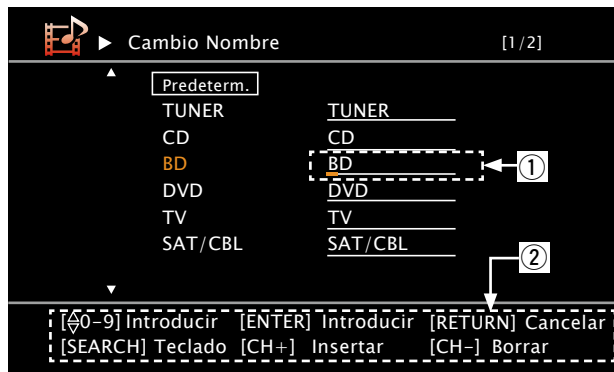 ▶ Cambio Nombre [1/2]
Predeterm.
TUNER TUNER
CD CD
BD BD ①
DVD DVD
TV TV
SAT/CBL SAT/CBL
②
[△▽0–9] Introducir [ENTER] Introducir [RETURN] Cancelar
[SEARCH] Teclado [CH+] Insertar [CH–] Borrar